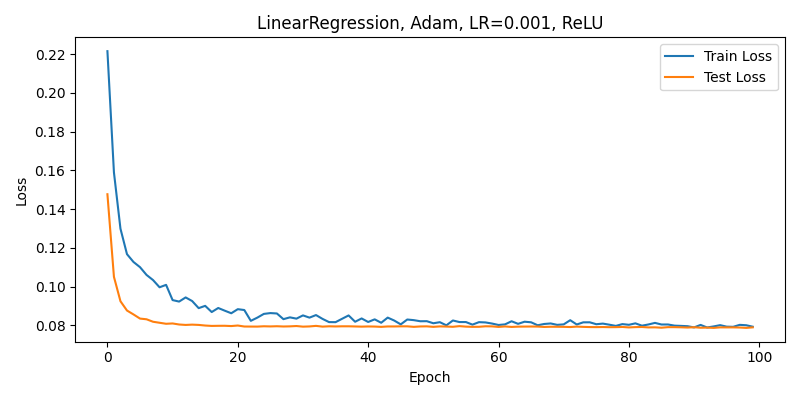 LinearRegression, Adam, LR=0.001, ReLU
Train Loss
Test Loss
Loss
0.22
0.20
0.18
0.16
0.14
0.12
0.10
0.08
0 20 40 60 80 100
Epoch